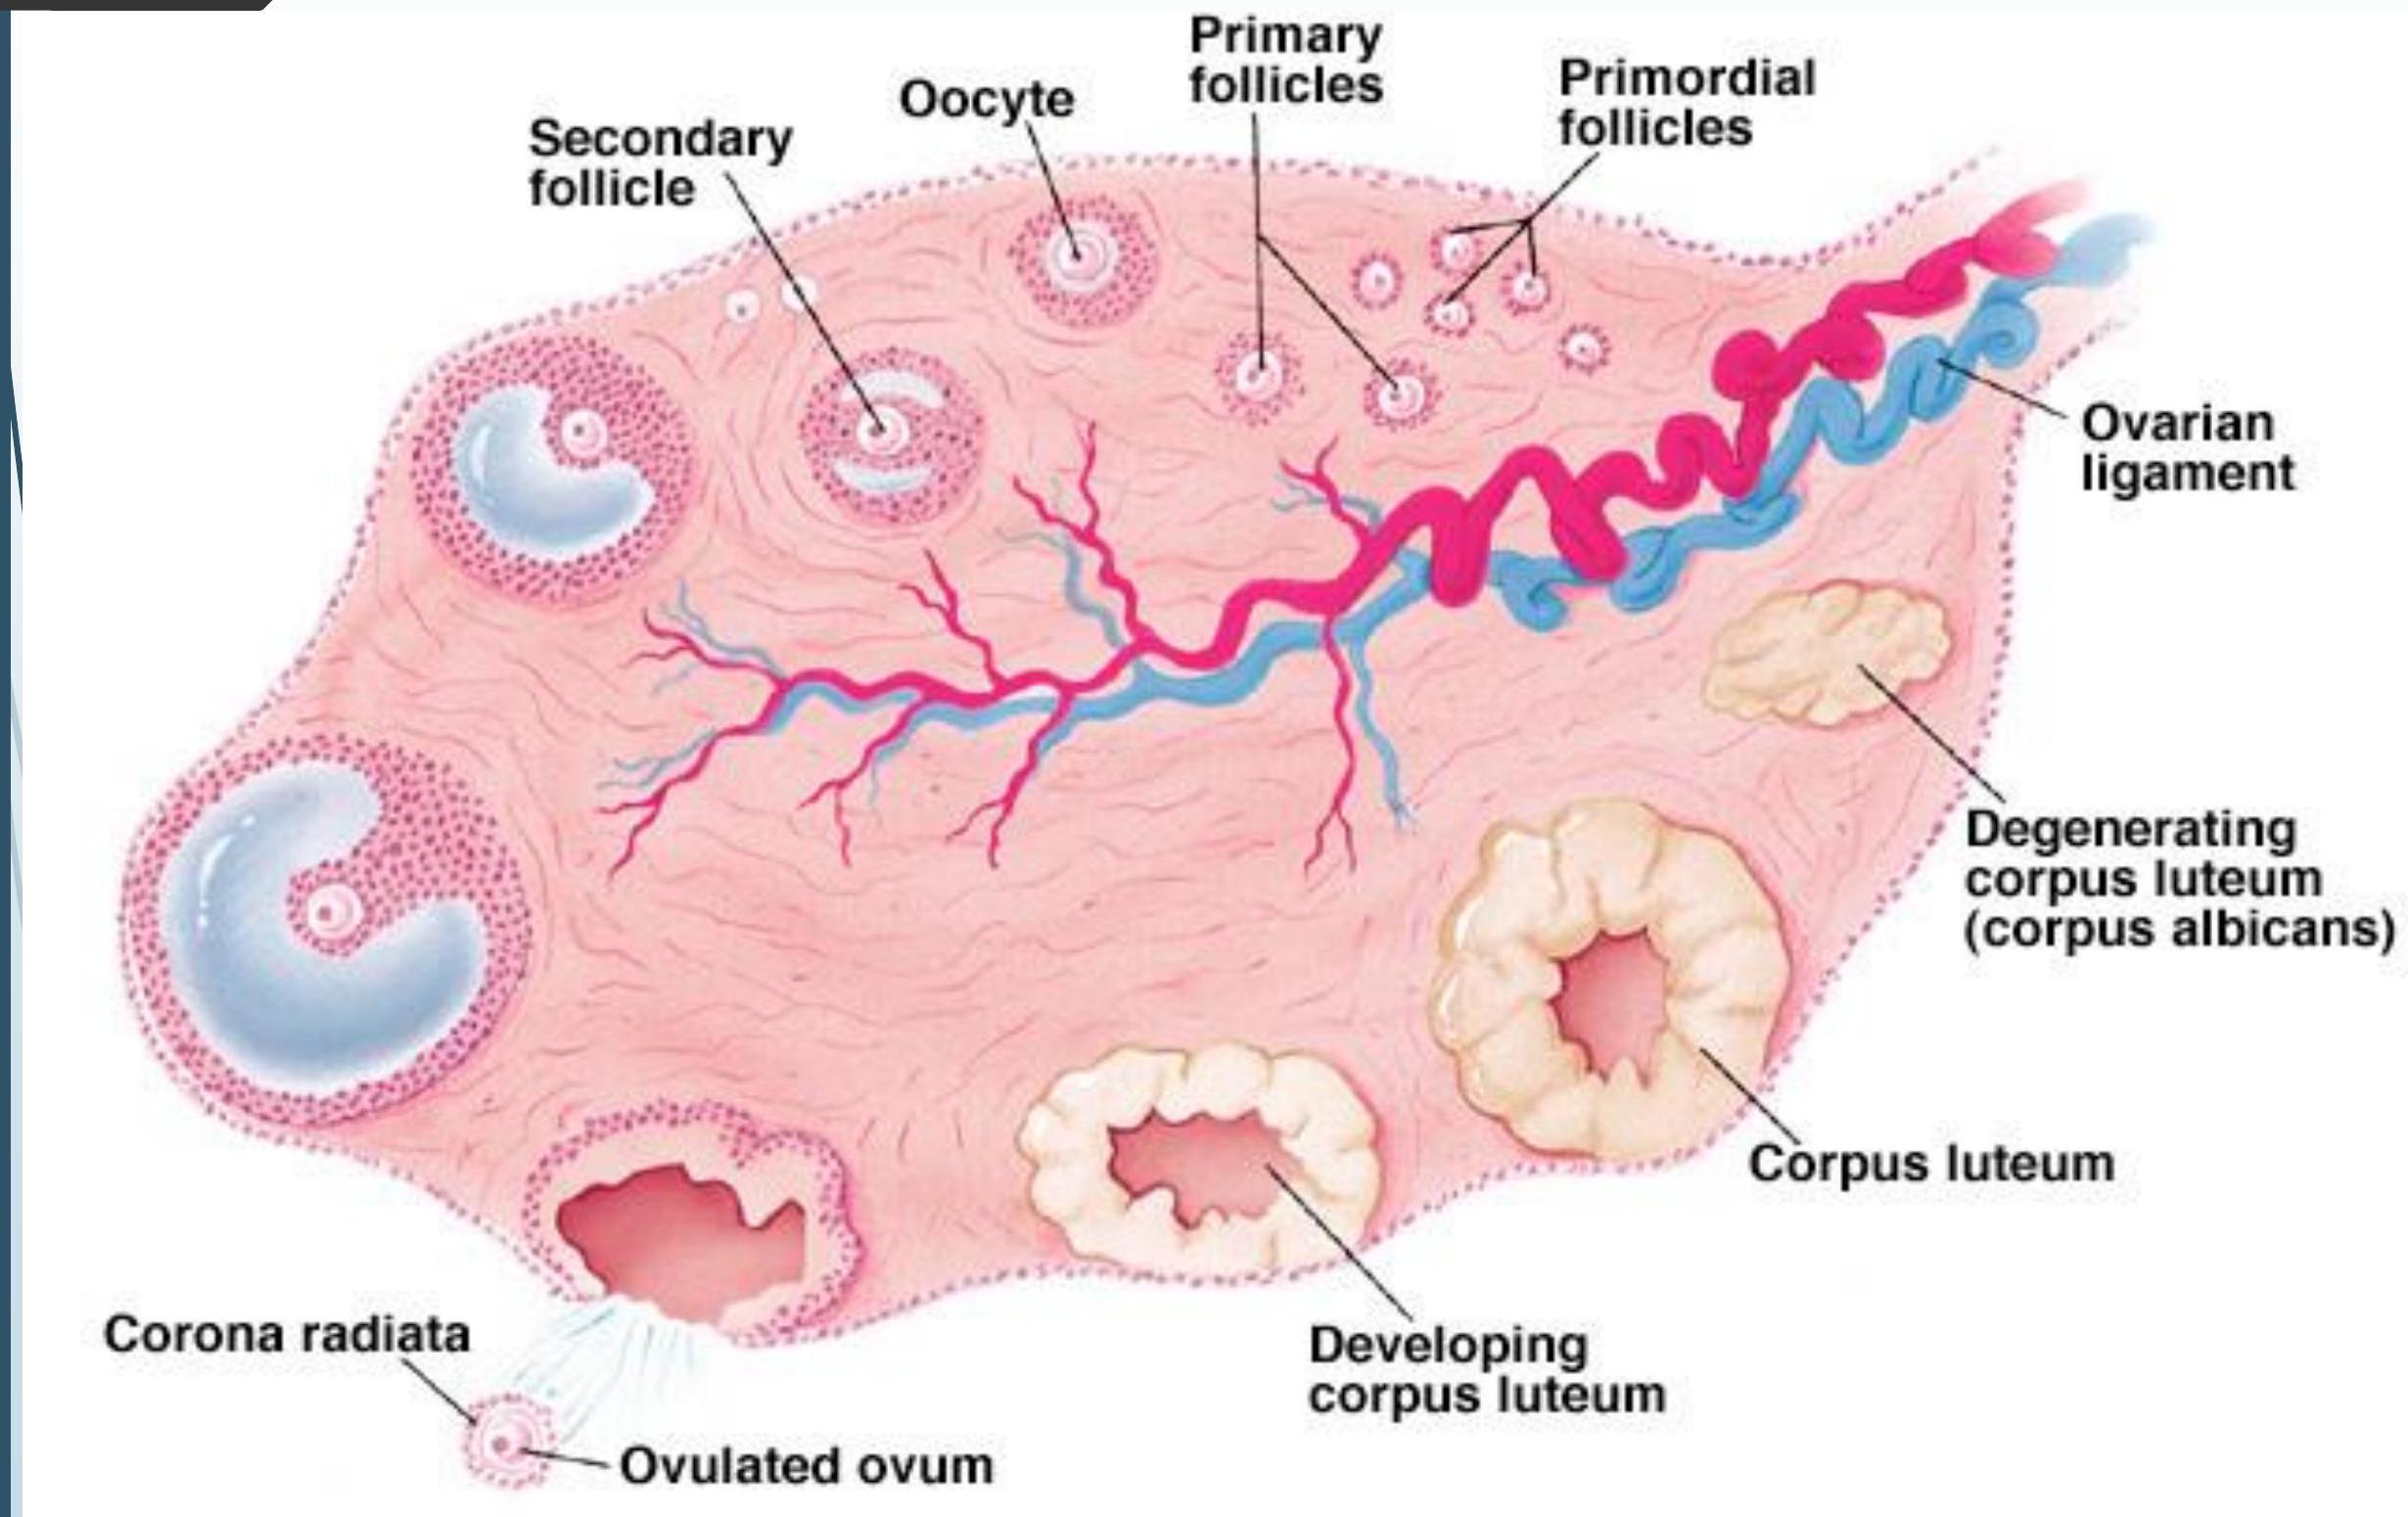 Primary
follicles
Primordial
follicles
Oocyte
Secondary
follicle
Ovarian
ligament
Degenerating
corpus luteum
(corpus albicans)
Corpus luteum
Developing
corpus luteum
Corona radiata
Ovulated ovum